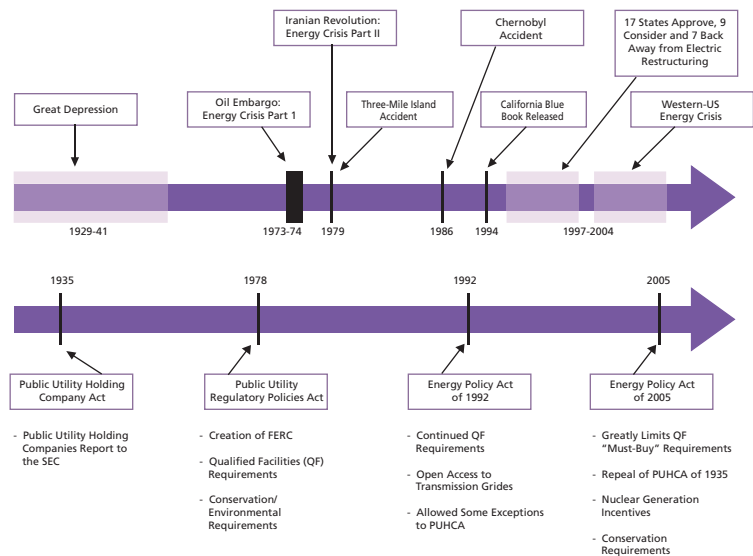 Iranian Revolution:
Energy Crisis Part II
Chernobyl
Accident
17 States Approve, 9
Consider and 7 Back
Away from Electric
Restructuring
Great Depression
Oil Embargo:
Energy Crisis Part 1
Three-Mile Island
Accident
California Blue
Book Released
Western-US
Energy Crisis
1929-41
1973-74
1979
1986
1994
1997-2004
1935
1978
1992
2005
Public Utility Holding
Company Act
Public Utility
Regulatory Policies Act
Energy Policy Act
of 1992
Energy Policy Act
of 2005
- Public Utility Holding
Companies Report to
the SEC
- Creation of FERC
- Qualified Facilities (QF)
Requirements
- Conservation/
Environmental
Requirements
- Continued QF
Requirements
- Open Access to
Transmission Grides
- Allowed Some Exceptions
to PUHCA
- Greatly Limits QF
“Must-Buy” Requirements
- Repeal of PUHCA of 1935
- Nuclear Generation
Incentives
- Conservation
Requirements